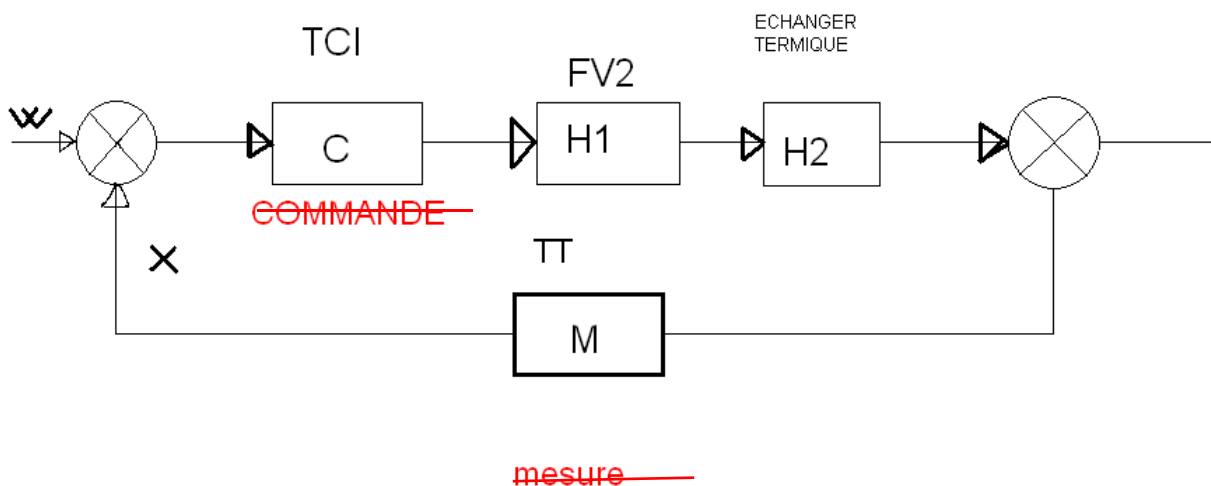 ECHANGER
TERMIQUE
TCI
FV2
W
C
H1
H2
COMMANDE
X
TT
M
mesure